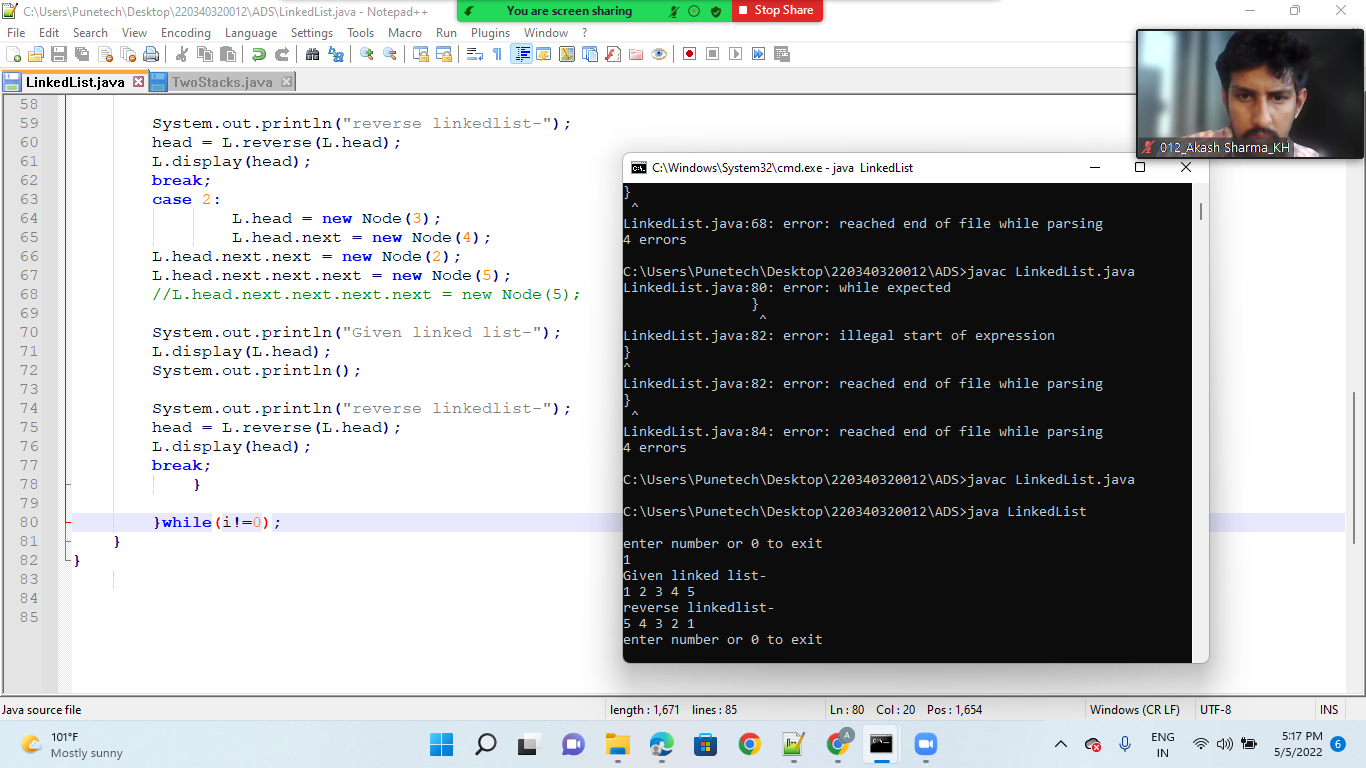 C:\Users\Punetech\Desktop\220340320012\ADS\LinkedList.java - Notepad++
You are screen sharing
Stop Share
File Edit Search View Encoding Language Settings Tools Macro Run Plugins Window ?
LinkedList.java
TwoStacks.java
012_Akash Sharma_KH
58
59 System.out.println("reverse linkedlist-");
60 head = L.reverse(L.head);
61 L.display(head);
62 break;
63 case 2:
64 L.head = new Node(3);
65 L.head.next = new Node(4);
66 L.head.next.next = new Node(2);
67 L.head.next.next.next = new Node(5);
68 //L.head.next.next.next.next = new Node(5);
69
70 System.out.println("Given linked list-");
71 L.display(L.head);
72 System.out.println();
73
74 System.out.println("reverse linkedlist-");
75 head = L.reverse(L.head);
76 L.display(head);
77 break;
78 }
79
80 }while(i!=0);
81 }
82 }
83
84
85
C:\Windows\System32\cmd.exe - java LinkedList
}
^
LinkedList.java:68: error: reached end of file while parsing
4 errors
C:\Users\Punetech\Desktop\220340320012\ADS>javac LinkedList.java
LinkedList.java:80: error: while expected
}
^
LinkedList.java:82: error: illegal start of expression
}
^
LinkedList.java:82: error: reached end of file while parsing
}
^
LinkedList.java:84: error: reached end of file while parsing
4 errors
C:\Users\Punetech\Desktop\220340320012\ADS>javac LinkedList.java
C:\Users\Punetech\Desktop\220340320012\ADS>java LinkedList
enter number or 0 to exit
1
Given linked list-
1 2 3 4 5
reverse linkedlist-
5 4 3 2 1
enter number or 0 to exit
Java source file
length : 1,671 lines : 85
Ln : 80 Col : 20 Pos : 1,654
Windows (CR LF)
UTF-8
INS
101°F
Mostly sunny
A
ENG
IN
5:17 PM
5/5/2022
6